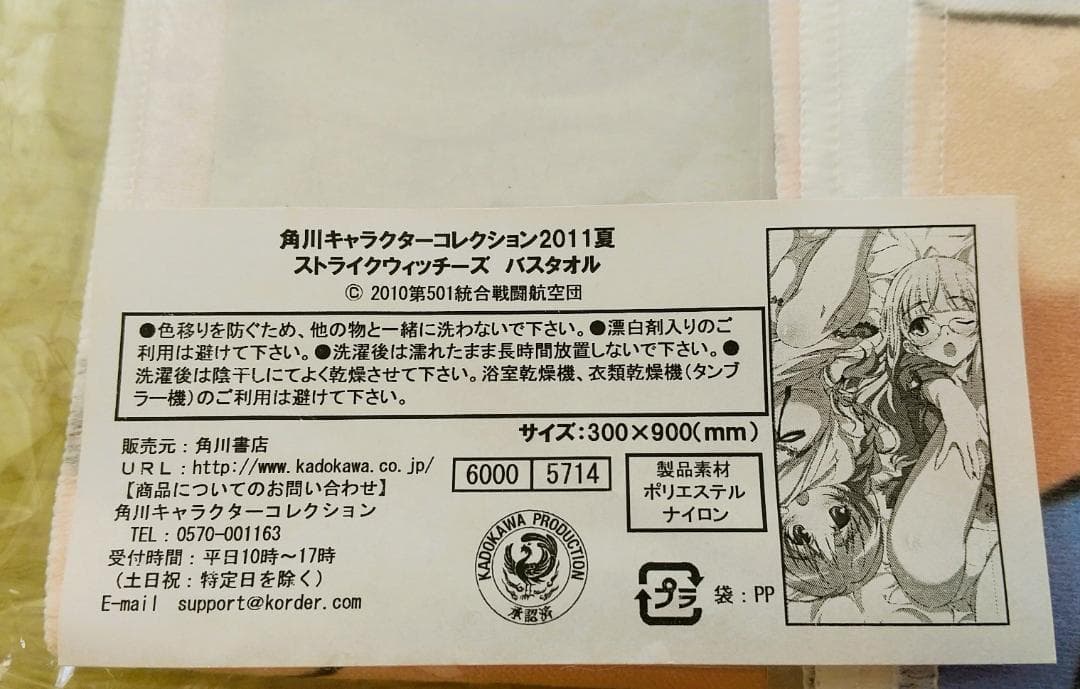 角川キャラクターコレクション2011夏
ストライクウィッチーズ バスタオル
© 2010第501統合戦闘航空団
●色移りを防ぐため、他の物と一緒に洗わないで下さい。●漂白剤入りのご
利用は避けて下さい。●洗濯後は濡れたまま長時間放置しないで下さい。●
洗濯後は陰干しにてよく乾燥させて下さい。浴室乾燥機、衣類乾燥機(タンブ
ラー機)のご利用は避けて下さい。
サイズ:300×900(mm)
販売元:角川書店
URL:http://www.kadokawa.co.jp/
【商品についてのお問い合わせ】
角川キャラクターコレクション
TEL:0570-001163
受付時間:平日10時~17時
(土日祝:特定日を除く)
E-mail support@korder.com
6000 5714
製品素材
ポリエステル
ナイロン
KADOKAWA PRODUCTION
承認済
プラ 袋:PP